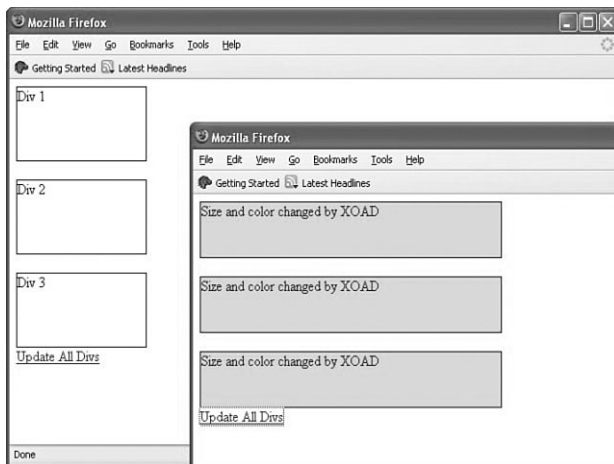 Mozilla Firefox
File Edit View Go Bookmarks Tools Help
Getting Started Latest Headlines
Div 1
Div 2
Div 3
Update All Divs
Done
Mozilla Firefox
File Edit View Go Bookmarks Tools Help
Getting Started Latest Headlines
Size and color changed by XOAD
Size and color changed by XOAD
Size and color changed by XOAD
Update All Divs